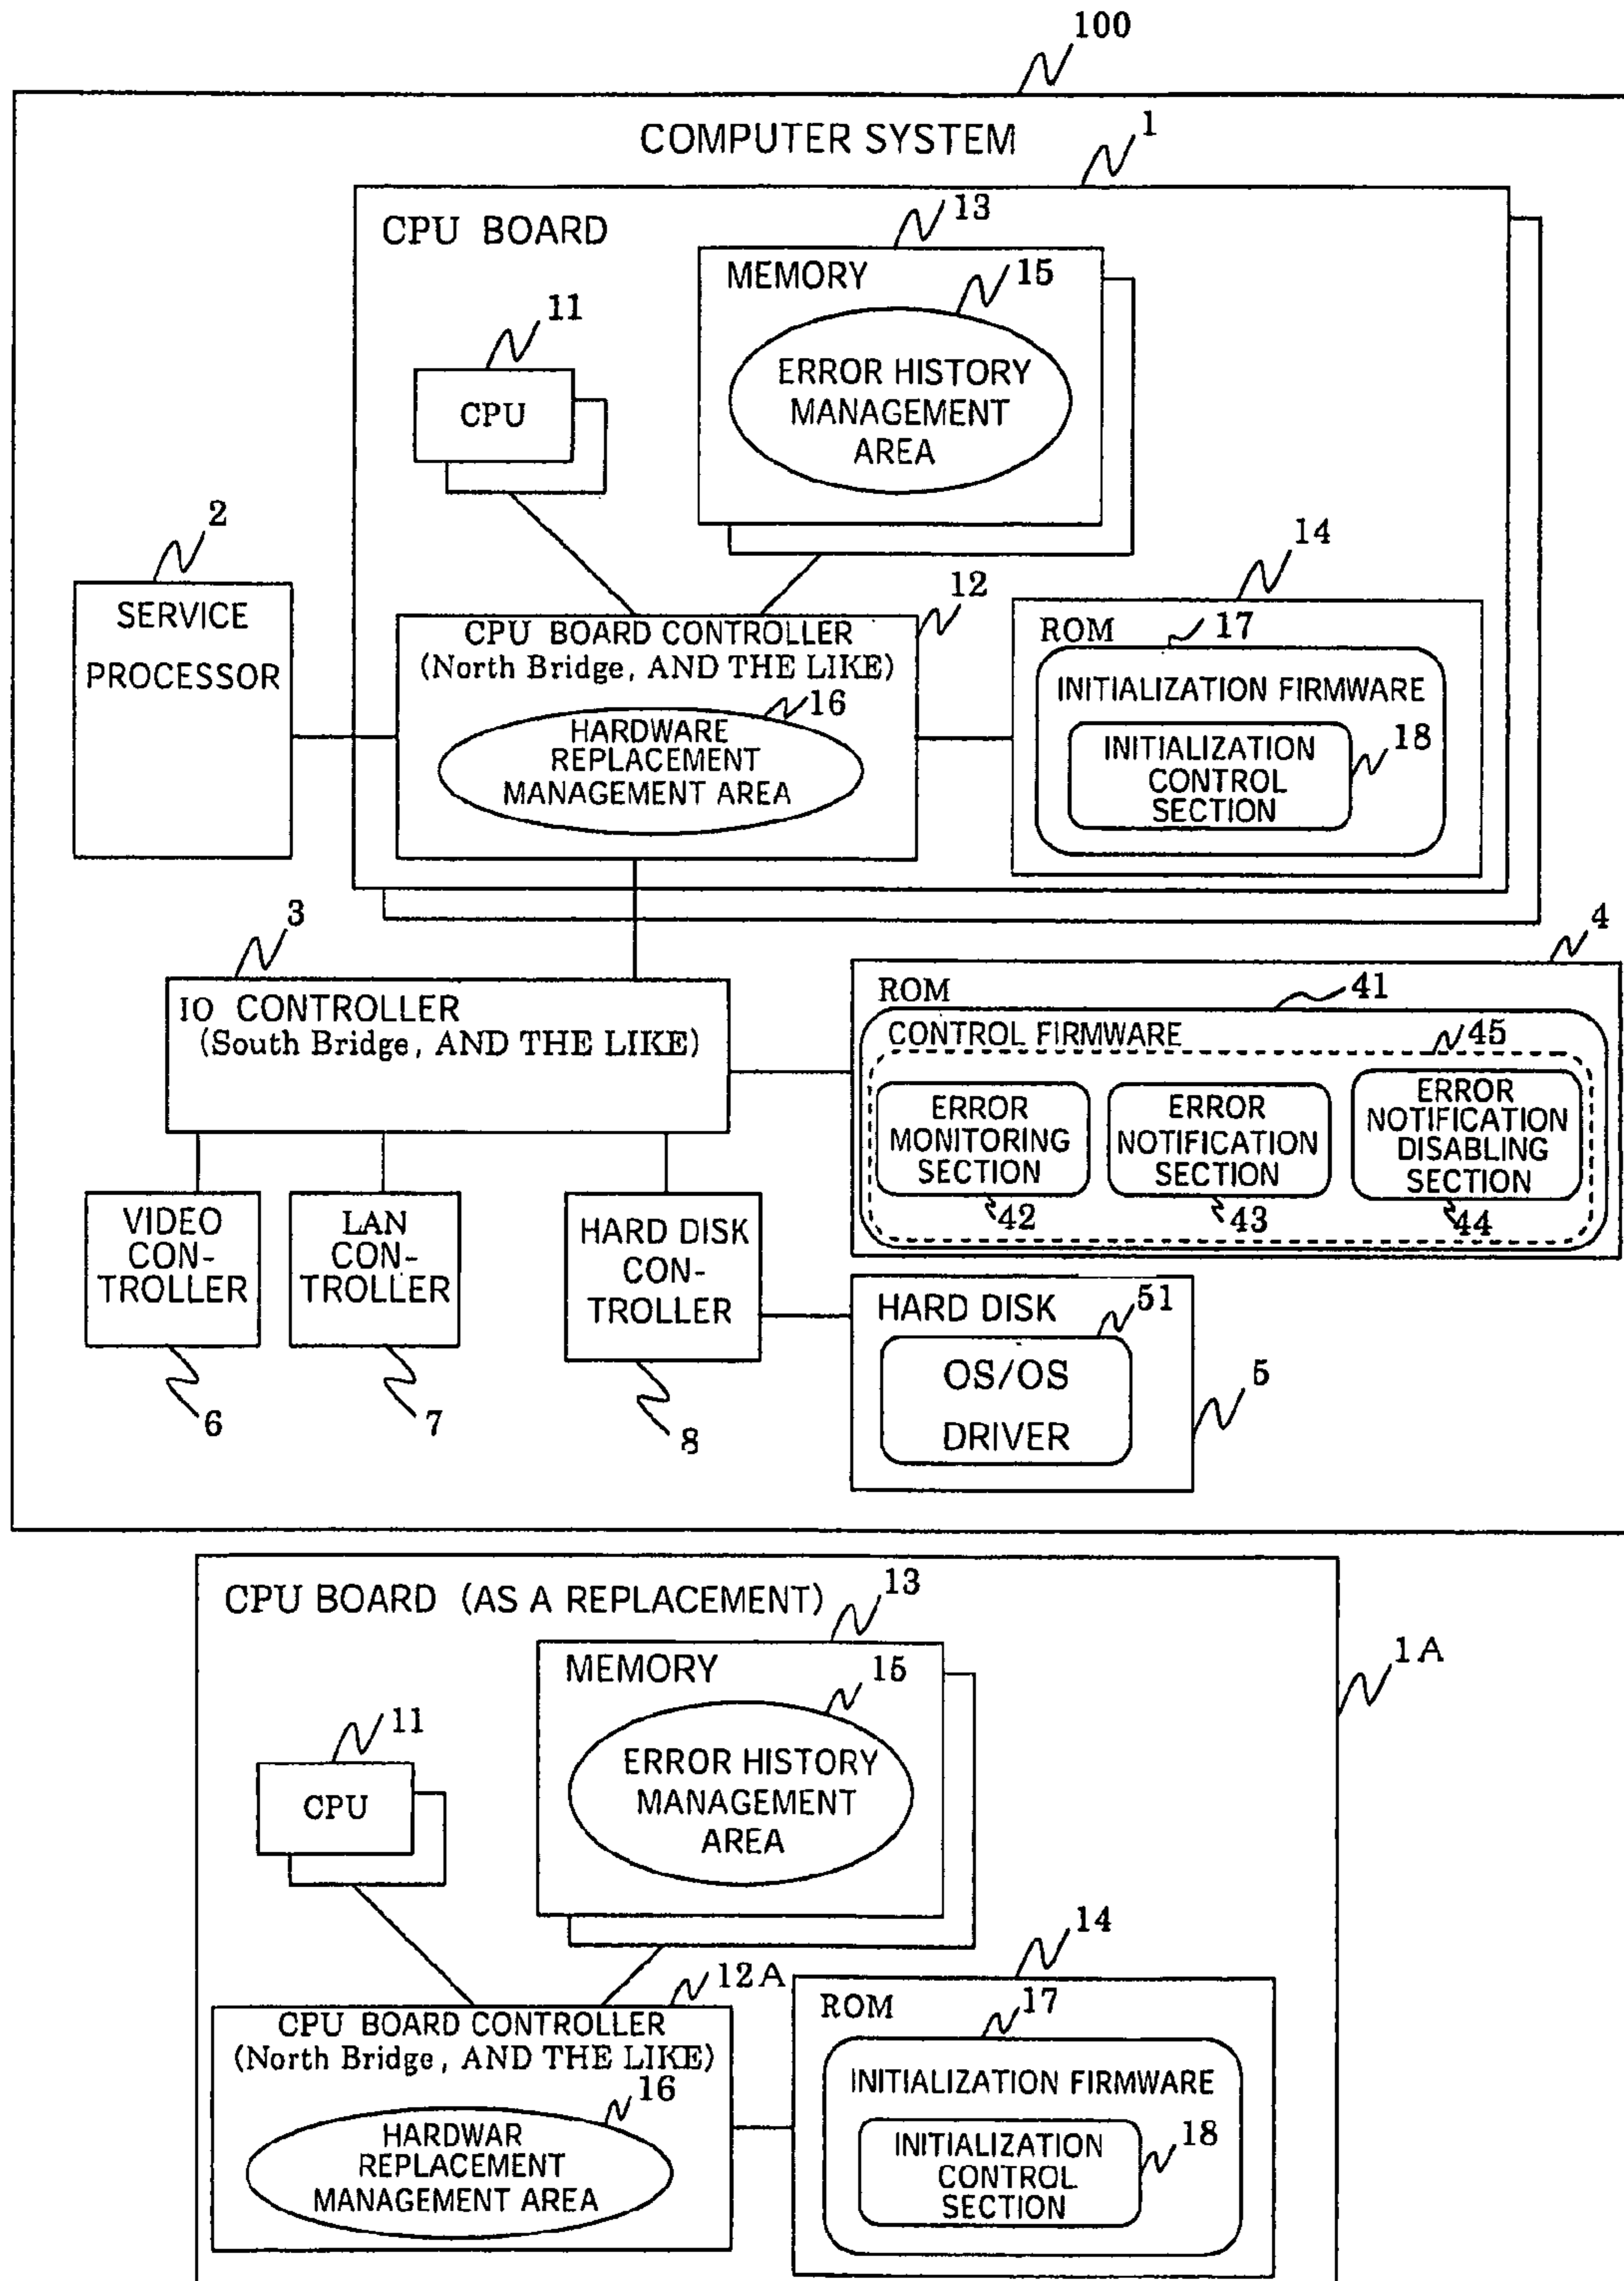 100
COMPUTER SYSTEM
1
CPU BOARD
13
MEMORY
15
ERROR HISTORY
MANAGEMENT
AREA
11
CPU
2
SERVICE
PROCESSOR
12
CPU BOARD CONTROLLER
(North Bridge, AND THE LIKE)
16
HARDWARE
REPLACEMENT
MANAGEMENT AREA
14
ROM
17
INITIALIZATION FIRMWARE
INITIALIZATION
CONTROL
SECTION
18
3
IO CONTROLLER
(South Bridge, AND THE LIKE)
4
ROM
41
CONTROL FIRMWARE
45
ERROR
MONITORING
SECTION
42
ERROR
NOTIFICATION
SECTION
43
ERROR
NOTIFICATION
DISABLING
SECTION
44
VIDEO
CON-
TROLLER
6
LAN
CON-
TROLLER
7
HARD DISK
CON-
TROLLER
8
HARD DISK
51
OS/OS
DRIVER
5
CPU BOARD (AS A REPLACEMENT)
13
1A
MEMORY
15
ERROR HISTORY
MANAGEMENT
AREA
11
CPU
12A
CPU BOARD CONTROLLER
(North Bridge, AND THE LIKE)
16
HARDWAR
REPLACEMENT
MANAGEMENT AREA
14
ROM
17
INITIALIZATION FIRMWARE
INITIALIZATION
CONTROL
SECTION
18